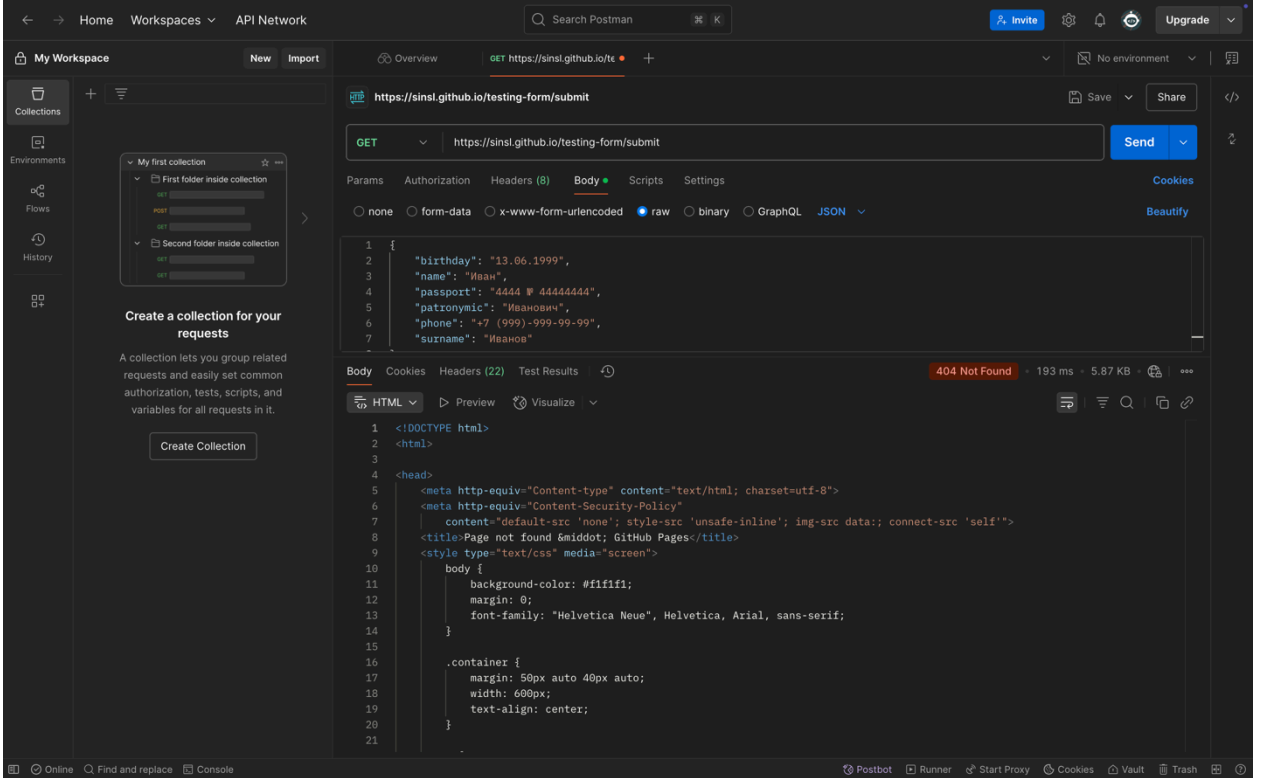 Home Workspaces API Network Search Postman ⌘ K Invite Upgrade
My Workspace New Import Overview GET https://sinsl.github.io/te No environment
Collections
Environments
Flows
History
My first collection
First folder inside collection
GET
POST
GET
Second folder inside collection
GET
GET
Create a collection for your
requests
A collection lets you group related
requests and easily set common
authorization, tests, scripts, and
variables for all requests in it.
Create Collection
HTTP https://sinsl.github.io/testing-form/submit Save Share </>
GET https://sinsl.github.io/testing-form/submit Send
Params Authorization Headers (8) Body Scripts Settings Cookies
none form-data x-www-form-urlencoded raw binary GraphQL JSON Beautify
1 {
2 "birthday": "13.06.1999",
3 "name": "Иван",
4 "passport": "4444 № 44444444",
5 "patronymic": "Иванович",
6 "phone": "+7 (999)-999-99-99",
7 "surname": "Иванов"
Body Cookies Headers (22) Test Results 404 Not Found 193 ms 5.87 KB
HTML Preview Visualize
1 <!DOCTYPE html>
2 <html>
3
4 <head>
5 <meta http-equiv="Content-type" content="text/html; charset=utf-8">
6 <meta http-equiv="Content-Security-Policy"
7 content="default-src 'none'; style-src 'unsafe-inline'; img-src data:; connect-src 'self'">
8 <title>Page not found &middot; GitHub Pages</title>
9 <style type="text/css" media="screen">
10 body {
11 background-color: #f1f1f1;
12 margin: 0;
13 font-family: "Helvetica Neue", Helvetica, Arial, sans-serif;
14 }
15
16 .container {
17 margin: 50px auto 40px auto;
18 width: 600px;
19 text-align: center;
20 }
21
Online Find and replace Console Postbot Runner Start Proxy Cookies Vault Trash